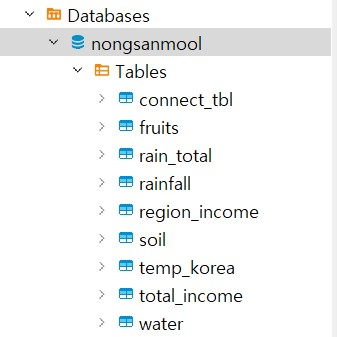 Databases
nongsanmool
Tables
connect_tbl
fruits
rain_total
rainfall
region_income
soil
temp_korea
total_income
water